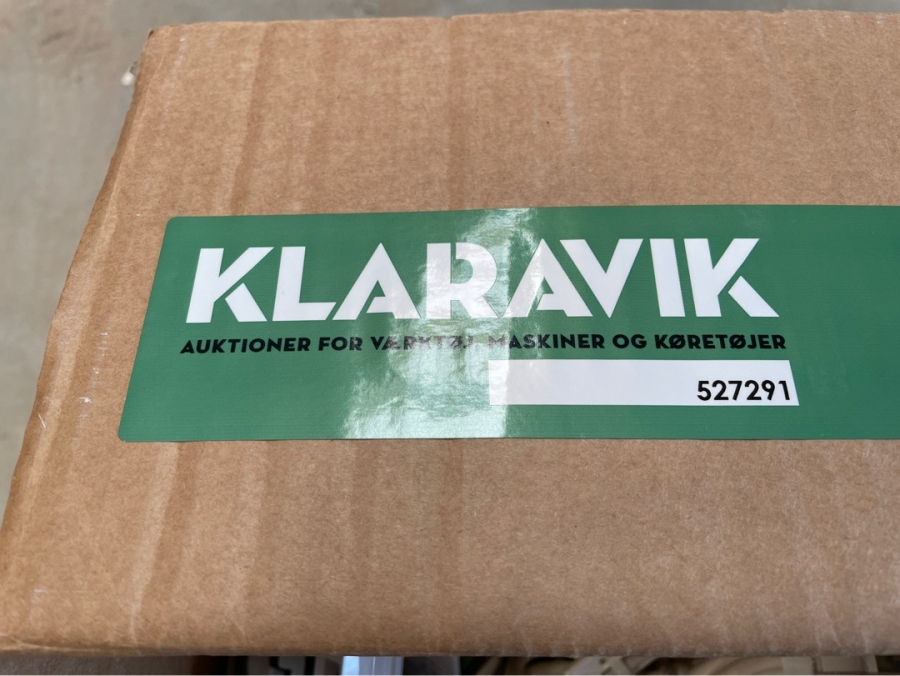 KLARAVIK
AUKTIONER FOR VÆRKTØJ, MASKINER OG KØRETØJER
527291